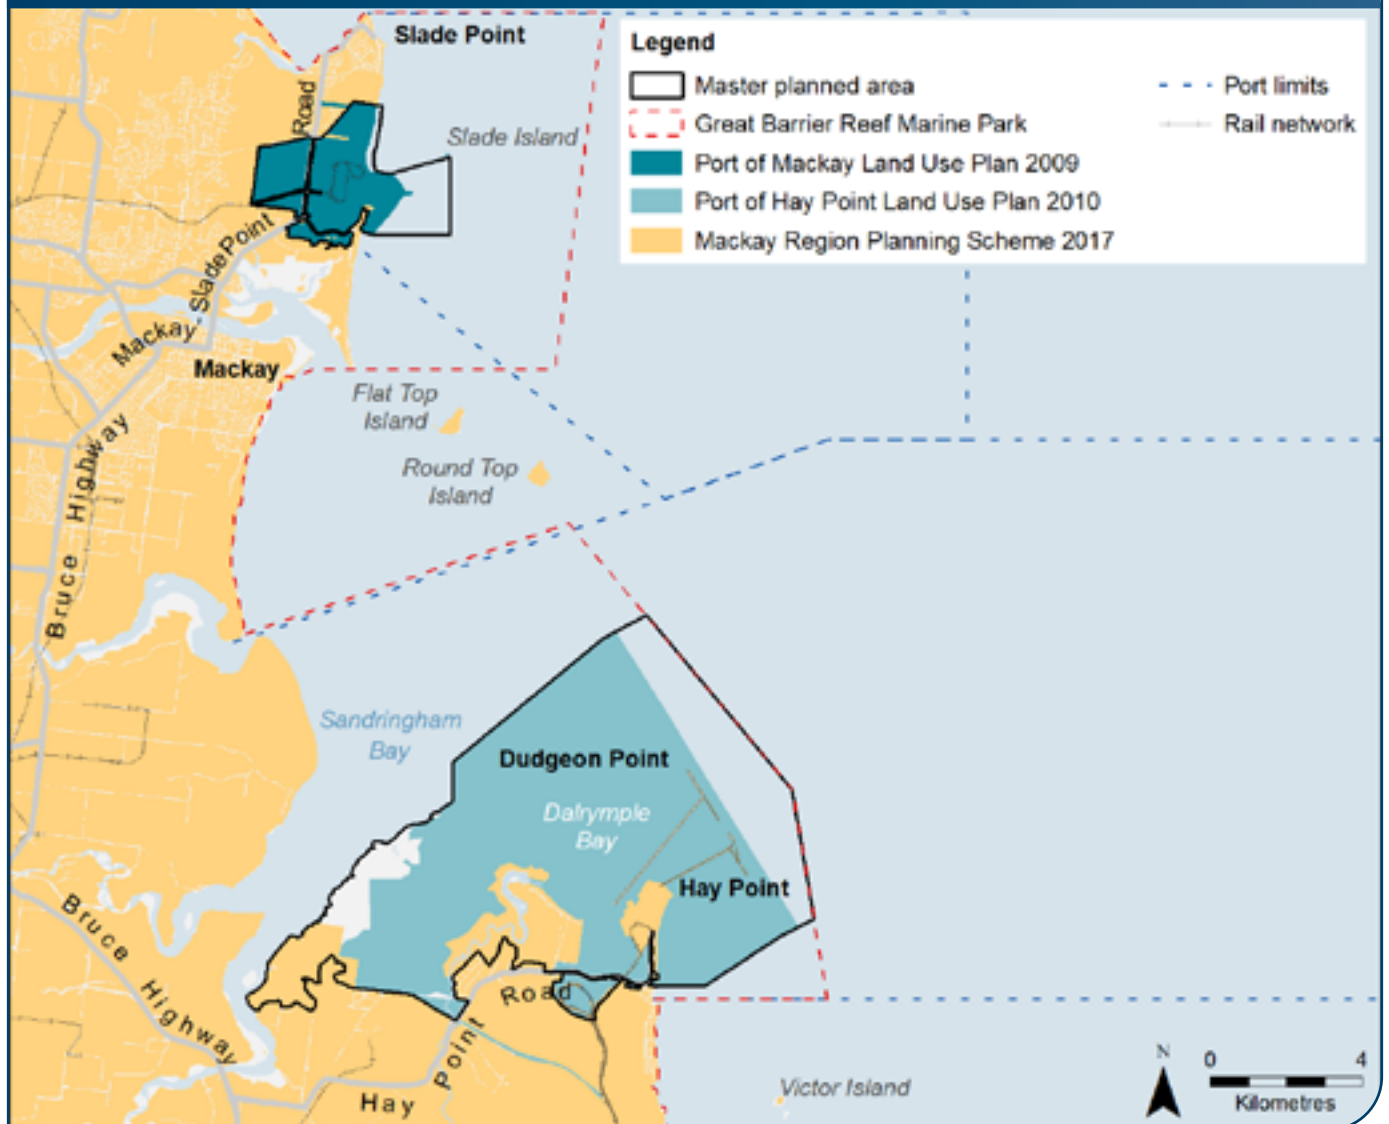 Slade Point
Legend
Master planned area
Great Barrier Reef Marine Park
Port of Mackay Land Use Plan 2009
Port of Hay Point Land Use Plan 2010
Mackay Region Planning Scheme 2017
Port limits
Rail network
Slade Island
Mackay-Slade Point Road
Mackay
Flat Top
Island
Round Top
Island
Bruce Highway
Sandringham
Bay
Dudgeon Point
Dalrymple
Bay
Hay Point
Bruce Highway
Hay Point Road
Victor Island
N
0 4
Kilometres